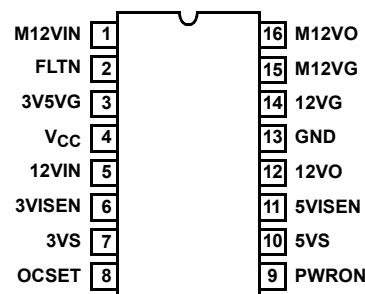 M12VIN 1 16 M12VO
FLTN 2 15 M12VG
3V5VG 3 14 12VG
VCC 4 13 GND
12VIN 5 12 12VO
3VISEN 6 11 5VISEN
3VS 7 10 5VS
OCSET 8 9 PWRON